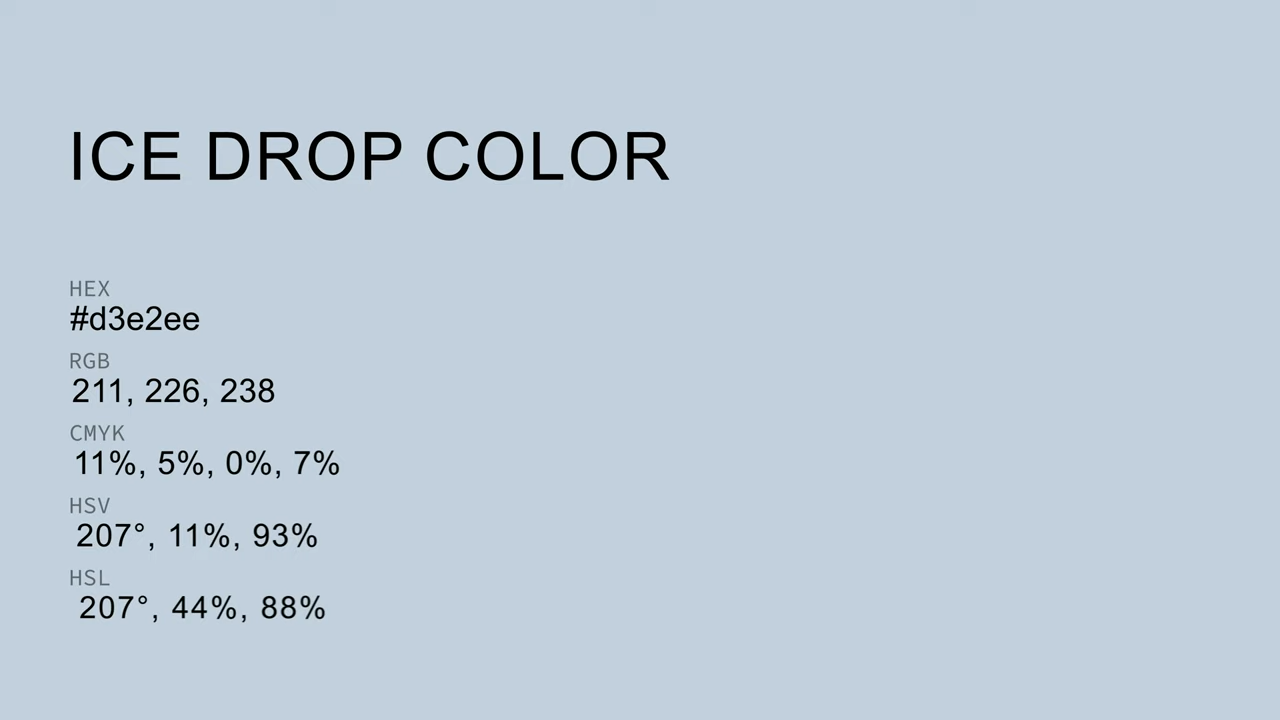 ICE DROP COLOR
HEX
#d3e2ee
RGB
211, 226, 238
CMYK
11%, 5%, 0%, 7%
HSV
207°, 11%, 93%
HSL
207°, 44%, 88%